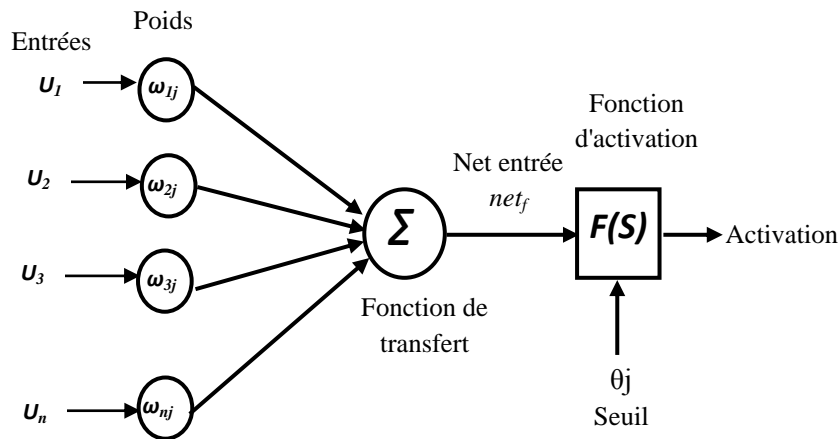 Entrées
Poids
U1
ω1j
U2
ω2j
U3
ω3j
Un
ωnj
Σ
Fonction de
transfert
Net entrée
netf
Fonction
d'activation
F(S)
Activation
θj
Seuil